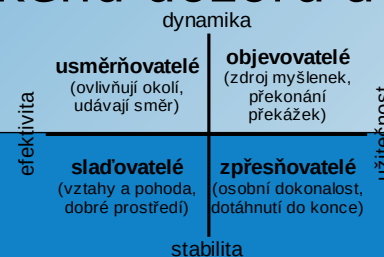 dynamika
usměrňovatelé
(ovlivňují okolí,
udávají směr)
objevovatelé
(zdroj myšlenek,
překonání
překážek)
efektivita
užitečnost
slaďovatelé
(vztahy a pohoda,
dobré prostředí)
zpřesňovatelé
(osobní dokonalost,
dotáhnutí do konce)
stabilita